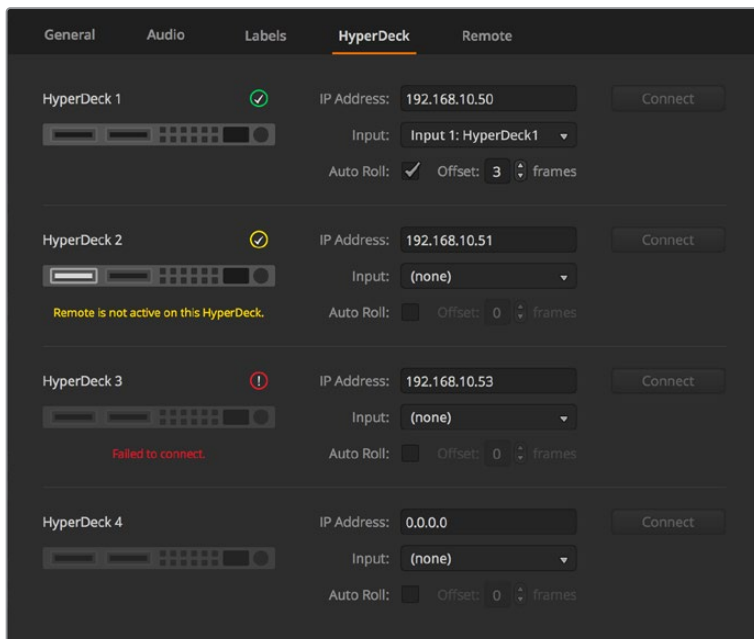 General Audio Labels HyperDeck Remote
HyperDeck 1 IP Address: 192.168.10.50 Connect
Input: Input 1: HyperDeck1
Auto Roll: Offset: 3 frames
HyperDeck 2 IP Address: 192.168.10.51 Connect
Input: (none)
Remote is not active on this HyperDeck. Auto Roll: Offset: 0 frames
HyperDeck 3 IP Address: 192.168.10.53 Connect
Input: (none)
Failed to connect. Auto Roll: Offset: 0 frames
HyperDeck 4 IP Address: 0.0.0.0 Connect
Input: (none)
Auto Roll: Offset: 0 frames